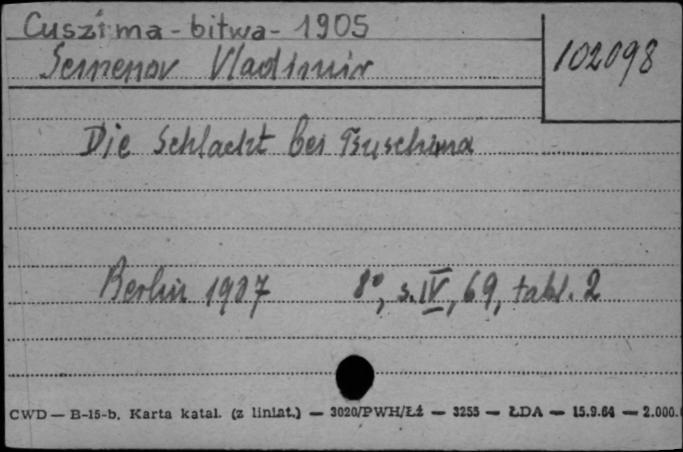 Cuszima - bitwa - 1905
Semenov Vladimir
102098
Die Schlacht bei Tsuschima
Berlin 1907 8°, s. IV, 69, tabl. 2
CWD — B-15-b. Karta katal. (z liniat.) — 3020/PWH/Łź — 3255 — ŁDA — 15.9.64 — 2.000.